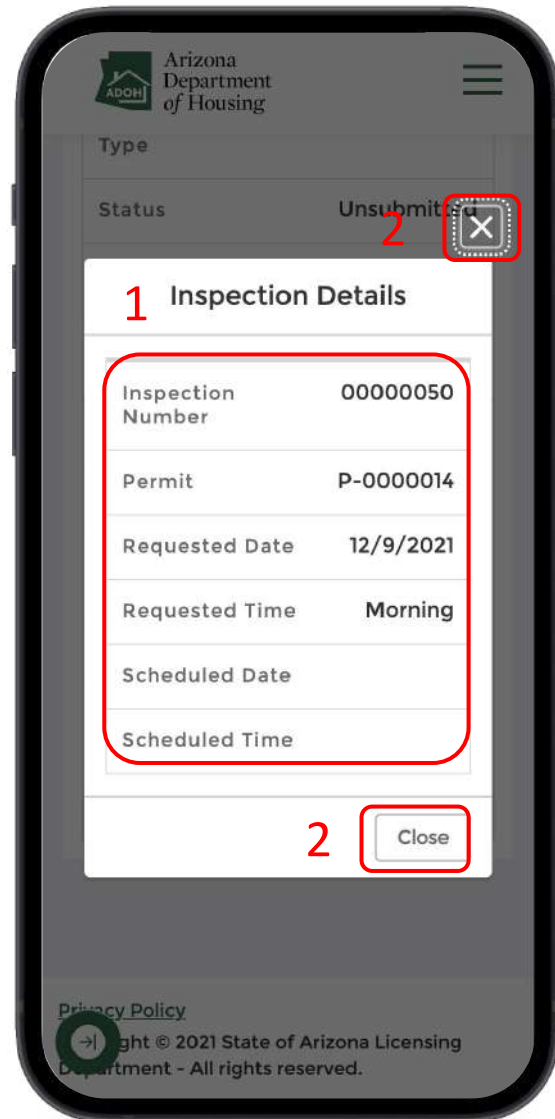 ADOH
Arizona
Department
of Housing
Type
Status Unsubmitted
2
1 Inspection Details
Inspection Number 00000050
Permit P-0000014
Requested Date 12/9/2021
Requested Time Morning
Scheduled Date
Scheduled Time
2 Close
Privacy Policy
ght © 2021 State of Arizona Licensing
Department - All rights reserved.